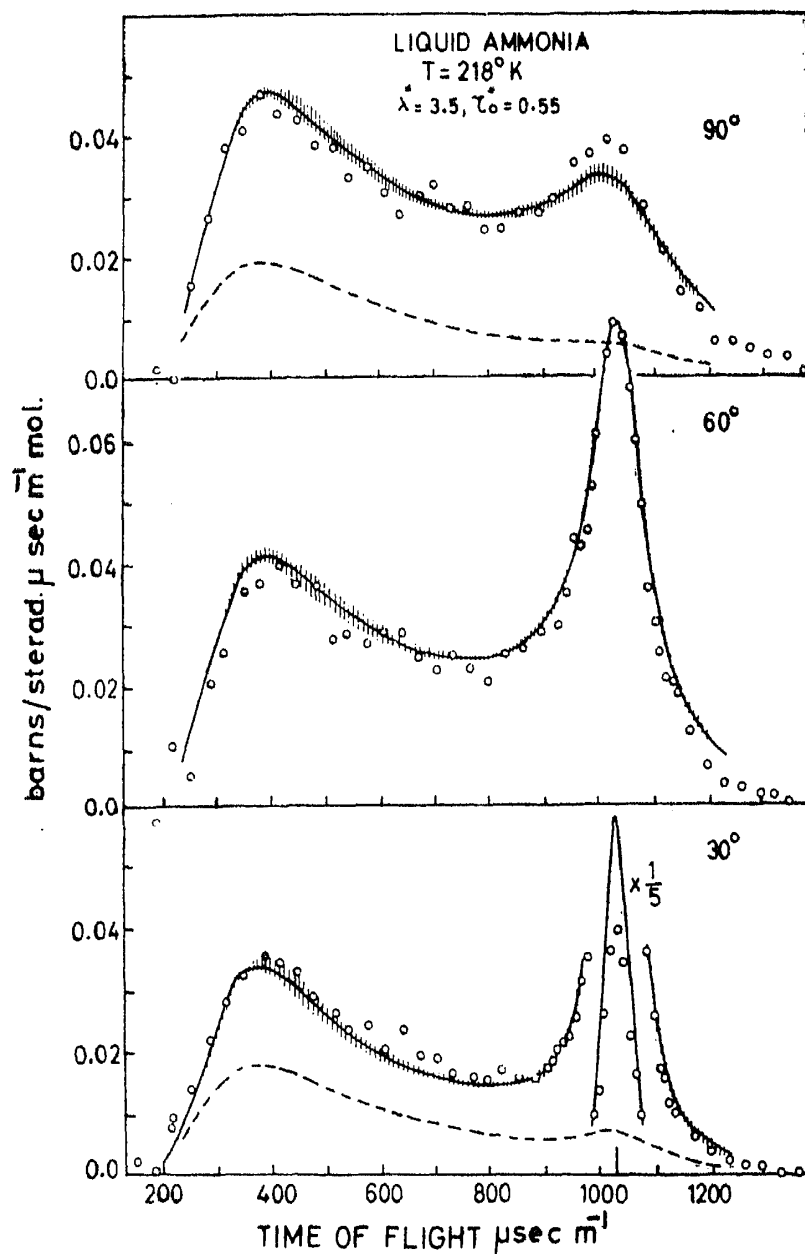 LIQUID AMMONIA
T = 218° K
λ* = 3.5, τ₀* = 0.55
90°
0.04
0.02
0.0
60°
0.06
0.04
0.02
0.0
30°
× 1/5
0.04
0.02
0.0
200 400 600 800 1000 1200
TIME OF FLIGHT μsec m⁻¹
barns/sterad. μ sec m⁻¹ mol.